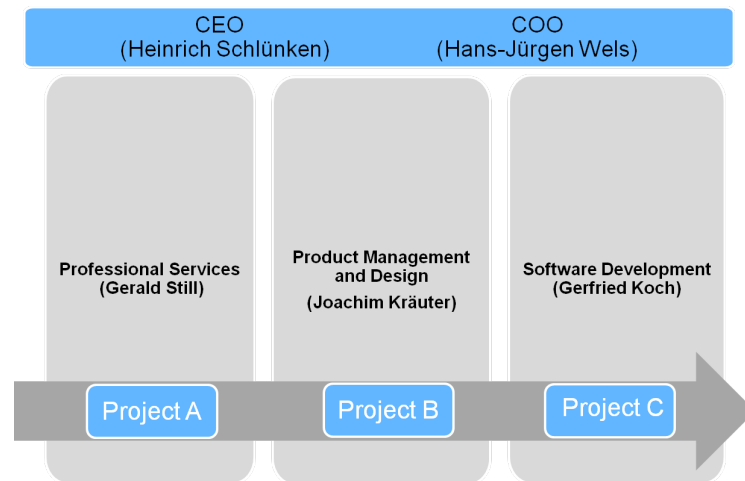 CEO
(Heinrich Schlünken)
COO
(Hans-Jürgen Wels)
Professional Services
(Gerald Still)
Product Management
and Design
(Joachim Kräuter)
Software Development
(Gerfried Koch)
Project A
Project B
Project C